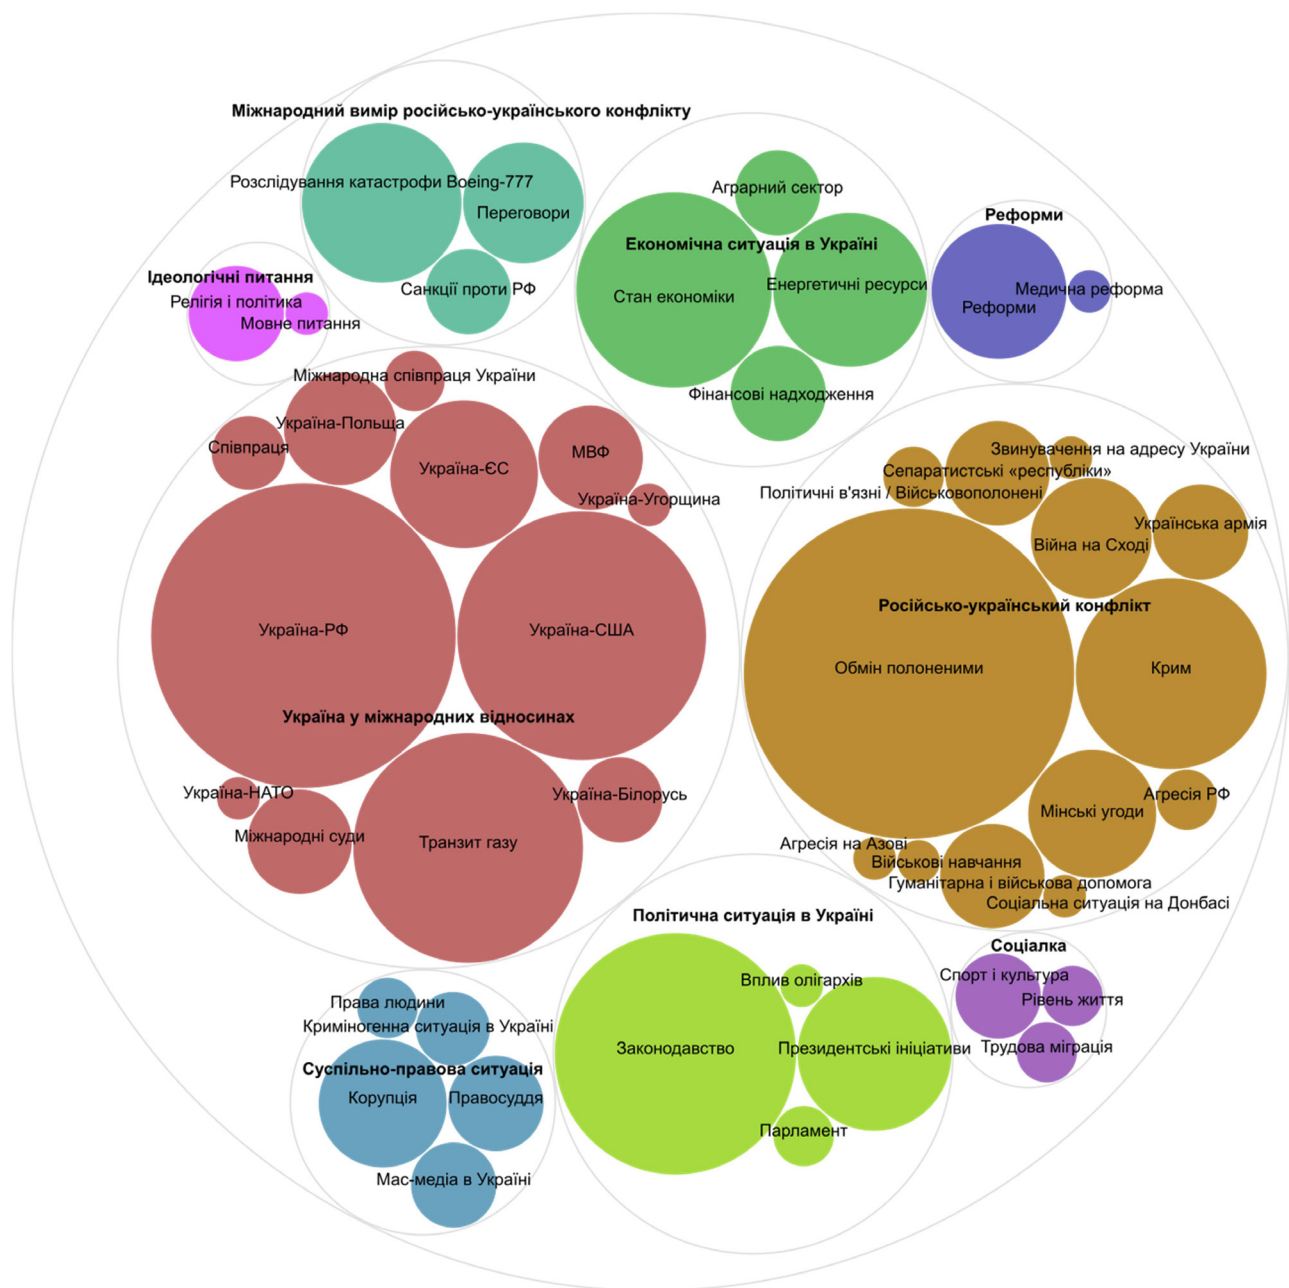 Міжнародний вимір російсько-українського конфлікту
Розслідування катастрофи Boeing-777
Переговори
Санкції проти РФ
Аграрний сектор
Економічна ситуація в Україні
Стан економіки
Енергетичні ресурси
Фінансові надходження
Реформи
Медична реформа
Реформи
Ідеологічні питання
Релігія і політика
Мовне питання
Міжнародна співпраця України
Україна-Польща
Співпраця
Україна-ЄС
МВФ
Україна-Угорщина
Україна-РФ
Україна-США
Україна у міжнародних відносинах
Україна-НАТО
Міжнародні суди
Транзит газу
Україна-Білорусь
Звинувачення на адресу України
Сепаратистські «республіки»
Політичні в'язні / Військовополонені
Українська армія
Війна на Сході
Російсько-український конфлікт
Обмін полоненими
Крим
Агресія РФ
Мінські угоди
Агресія на Азові
Військові навчання
Гуманітарна і військова допомога
Соціальна ситуація на Донбасі
Політична ситуація в Україні
Вплив олігархів
Законодавство
Президентські ініціативи
Парламент
Соціалка
Спорт і культура
Рівень життя
Трудова міграція
Права людини
Криміногенна ситуація в Україні
Суспільно-правова ситуація
Корупція
Правосуддя
Мас-медіа в Україні